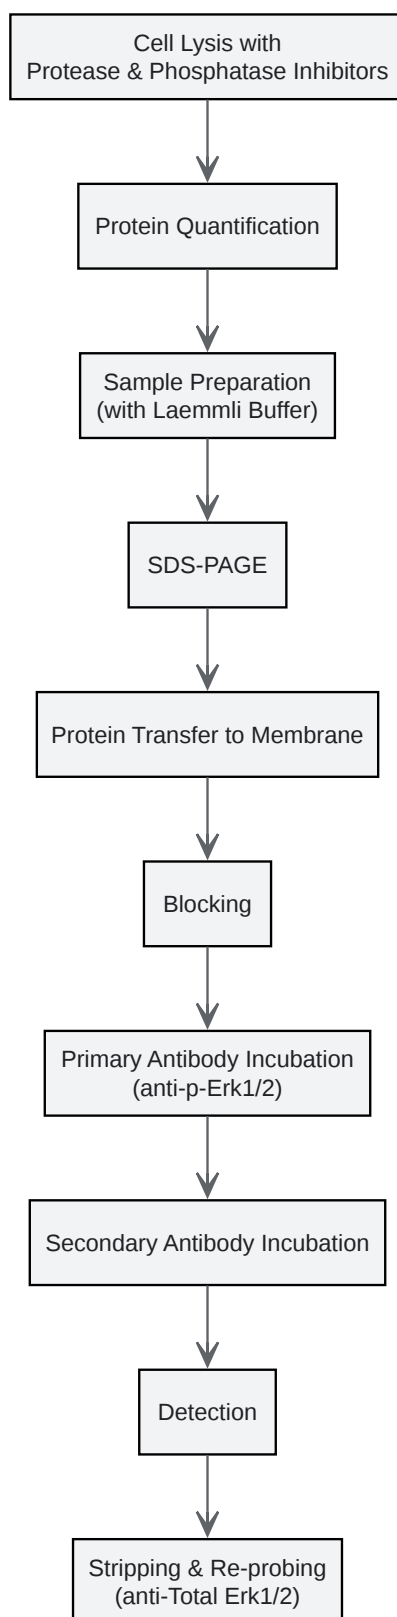 Cell Lysis with
Protease & Phosphatase Inhibitors
Protein Quantification
Sample Preparation
(with Laemmli Buffer)
SDS-PAGE
Protein Transfer to Membrane
Blocking
Primary Antibody Incubation
(anti-p-Erk1/2)
Secondary Antibody Incubation
Detection
Stripping & Re-probing
(anti-Total Erk1/2)